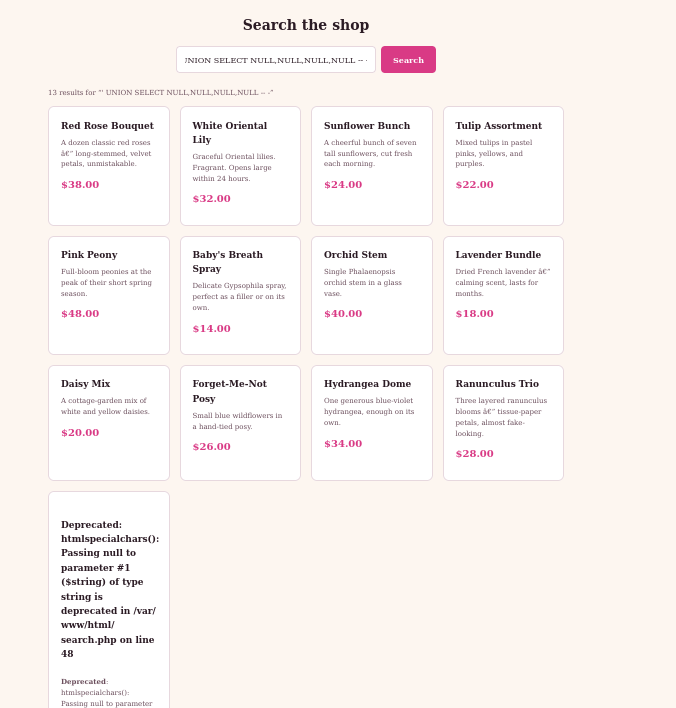 Search the shop
UNION SELECT NULL,NULL,NULL,NULL -- -
Search
13 results for "' UNION SELECT NULL,NULL,NULL,NULL -- -"
Red Rose Bouquet
A dozen classic red roses
â€" long-stemmed, velvet
petals, unmistakable.
$38.00
White Oriental
Lily
Graceful Oriental lilies.
Fragrant. Opens large
within 24 hours.
$32.00
Sunflower Bunch
A cheerful bunch of seven
tall sunflowers, cut fresh
each morning.
$24.00
Tulip Assortment
Mixed tulips in pastel
pinks, yellows, and
purples.
$22.00
Pink Peony
Full-bloom peonies at the
peak of their short spring
season.
$48.00
Baby's Breath
Spray
Delicate Gypsophila spray,
perfect as a filler or on its
own.
$14.00
Orchid Stem
Single Phalaenopsis
orchid stem in a glass
vase.
$40.00
Lavender Bundle
Dried French lavender â€"
calming scent, lasts for
months.
$18.00
Daisy Mix
A cottage-garden mix of
white and yellow daisies.
$20.00
Forget-Me-Not
Posy
Small blue wildflowers in
a hand-tied posy.
$26.00
Hydrangea Dome
One generous blue-violet
hydrangea, enough on its
own.
$34.00
Ranunculus Trio
Three layered ranunculus
blooms â€" tissue-paper
petals, almost fake-
looking.
$28.00
Deprecated:
htmlspecialchars():
Passing null to
parameter #1
($string) of type
string is
deprecated in /var/
www/html/
search.php on line
48
Deprecated:
htmlspecialchars():
Passing null to parameter